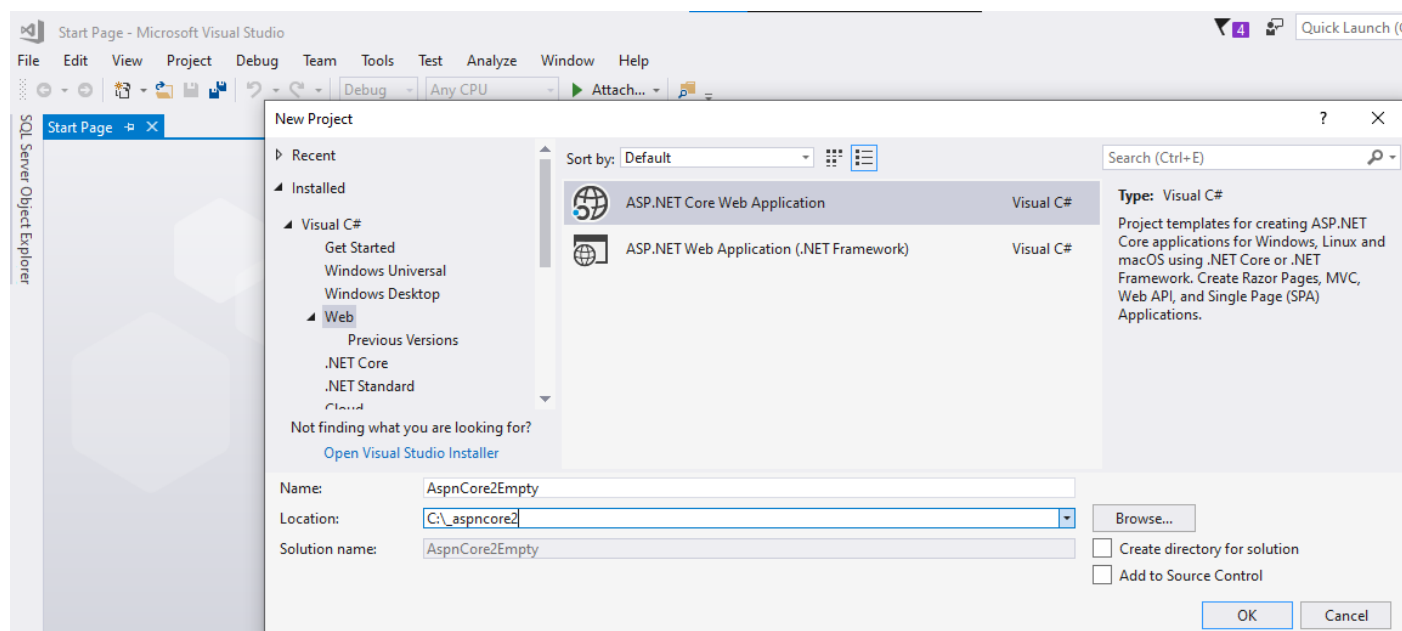 Start Page - Microsoft Visual Studio
4
Quick Launch (
File Edit View Project Debug Team Tools Test Analyze Window Help
Debug Any CPU Attach...
SQL Server Object Explorer
Start Page
New Project
?
Recent
Installed
Visual C#
Get Started
Windows Universal
Windows Desktop
Web
Previous Versions
.NET Core
.NET Standard
Cloud
Not finding what you are looking for?
Open Visual Studio Installer
Sort by: Default
ASP.NET Core Web Application Visual C#
ASP.NET Web Application (.NET Framework) Visual C#
Search (Ctrl+E)
Type: Visual C#
Project templates for creating ASP.NET
Core applications for Windows, Linux and
macOS using .NET Core or .NET
Framework. Create Razor Pages, MVC,
Web API, and Single Page (SPA)
Applications.
Name: AspnCore2Empty
Location: C:\_aspncore2
Browse...
Solution name: AspnCore2Empty
Create directory for solution
Add to Source Control
OK Cancel